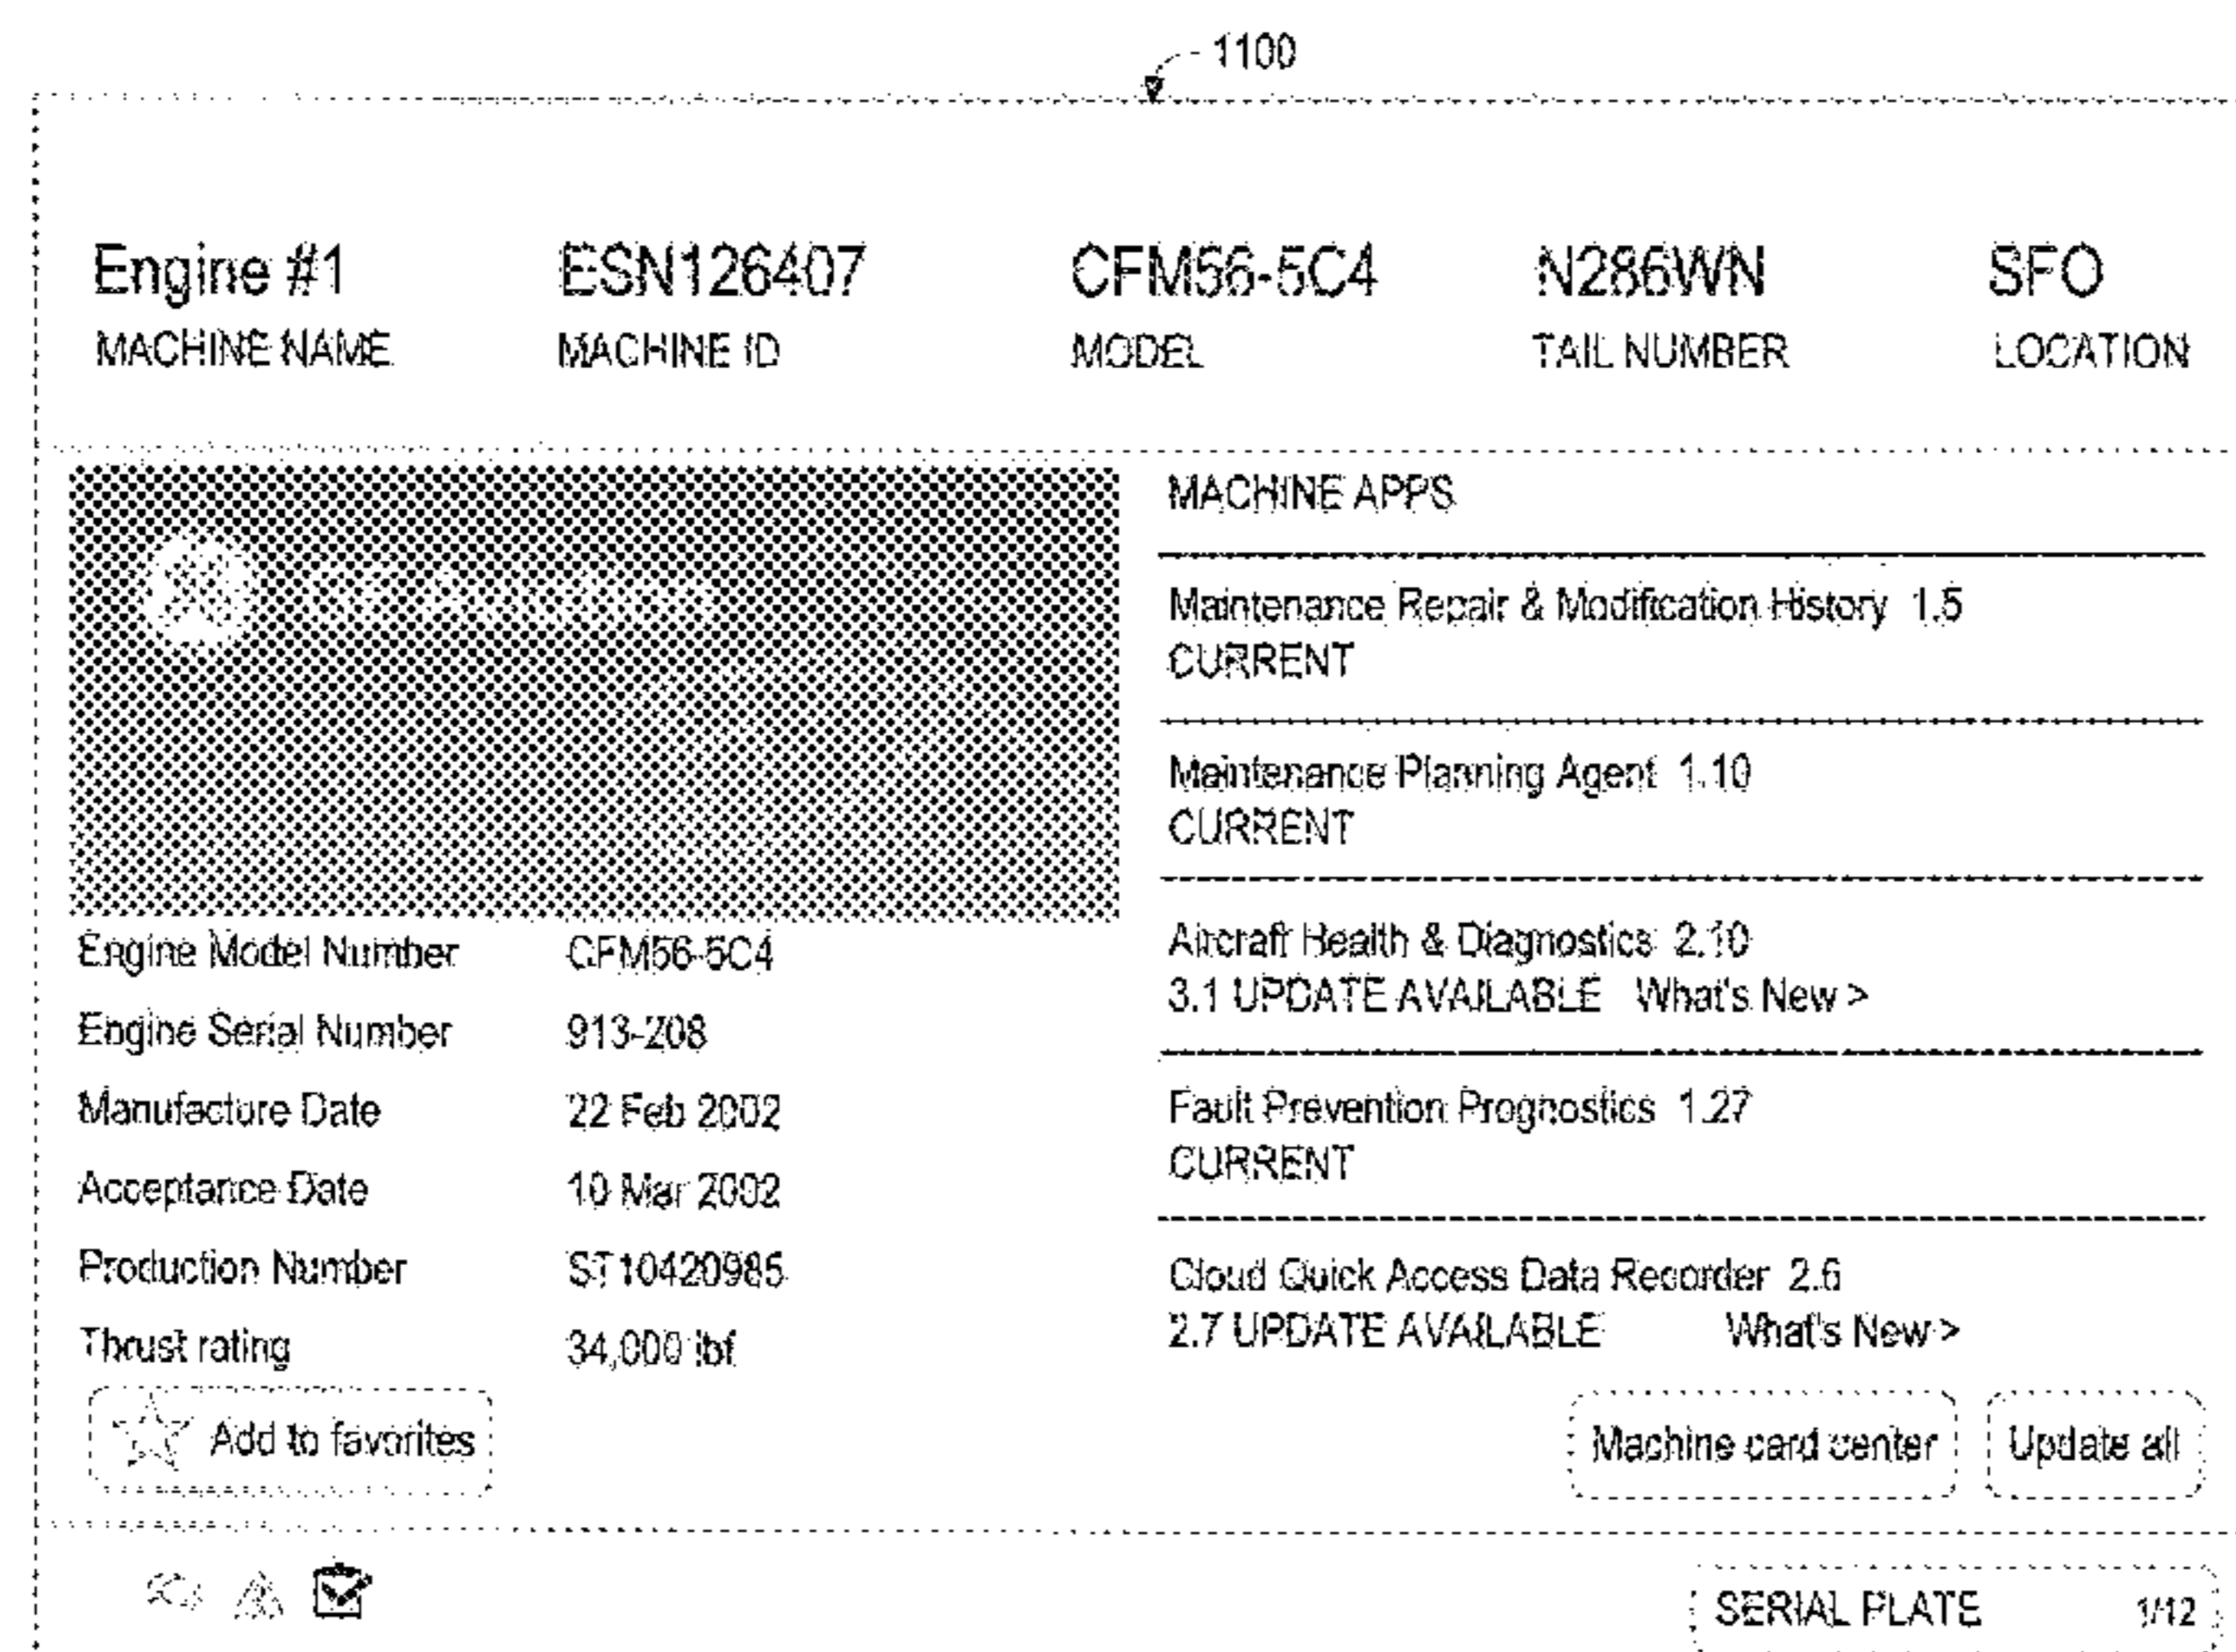 1100
Engine #1 ESN126407 CFM56-5C4 N286WN SFO
MACHINE NAME MACHINE ID MODEL TAIL NUMBER LOCATION
MACHINE APPS
Maintenance Repair & Modification History 1.5
CURRENT
Maintenance Planning Agent 1.10
CURRENT
Aircraft Health & Diagnostics 2.10
3.1 UPDATE AVAILABLE What's New >
Fault Prevention Prognostics 1.27
CURRENT
Cloud Quick Access Data Recorder 2.6
2.7 UPDATE AVAILABLE What's New >
Engine Model Number CFM56-5C4
Engine Serial Number 913-208
Manufacture Date 22 Feb 2002
Acceptance Date 10 Mar 2002
Production Number ST10420985
Thrust rating 34,000 lbf
Add to favorites
Machine card center Update all
SERIAL PLATE 1/12